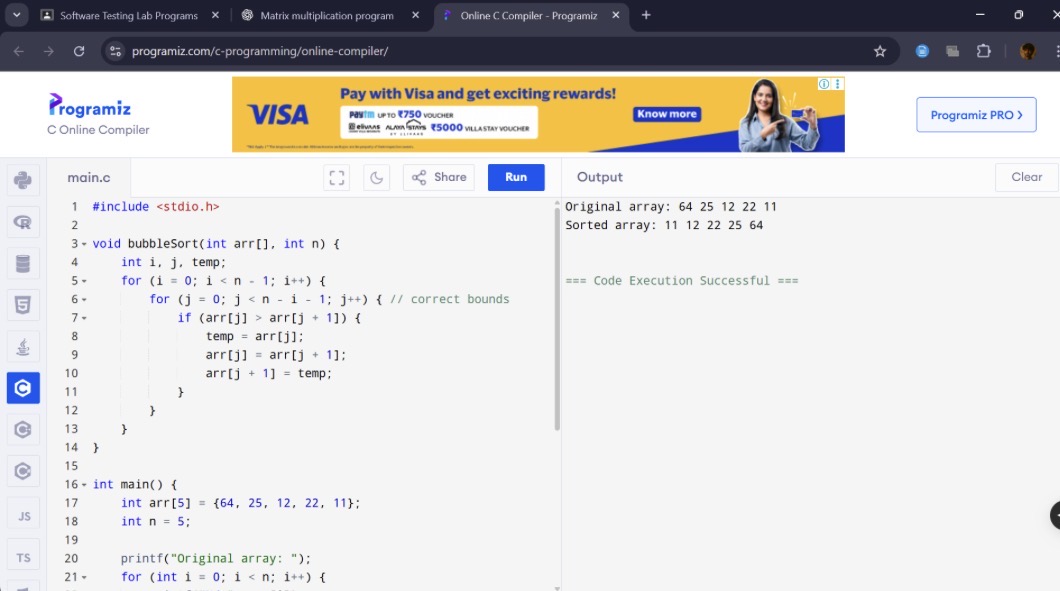 Software Testing Lab Programs
Matrix multiplication program
Online C Compiler - Programiz
programiz.com/c-programming/online-compiler/
Programiz
C Online Compiler
VISA
Pay with Visa and get exciting rewards!
paytm UP TO ₹750 VOUCHER
elivaas ALAYA STAYS ₹5000 VILLA STAY VOUCHER
BY ELIVAAS
Know more
Programiz PRO >
main.c
Share
Run
Output
Clear
1 #include <stdio.h>
2
3 void bubbleSort(int arr[], int n) {
4 int i, j, temp;
5 for (i = 0; i < n - 1; i++) {
6 for (j = 0; j < n - i - 1; j++) { // correct bounds
7 if (arr[j] > arr[j + 1]) {
8 temp = arr[j];
9 arr[j] = arr[j + 1];
10 arr[j + 1] = temp;
11 }
12 }
13 }
14 }
15
16 int main() {
17 int arr[5] = {64, 25, 12, 22, 11};
18 int n = 5;
19
20 printf("Original array: ");
21 for (int i = 0; i < n; i++) {
Original array: 64 25 12 22 11
Sorted array: 11 12 22 25 64
=== Code Execution Successful ===
R
5
C
C
C
JS
TS